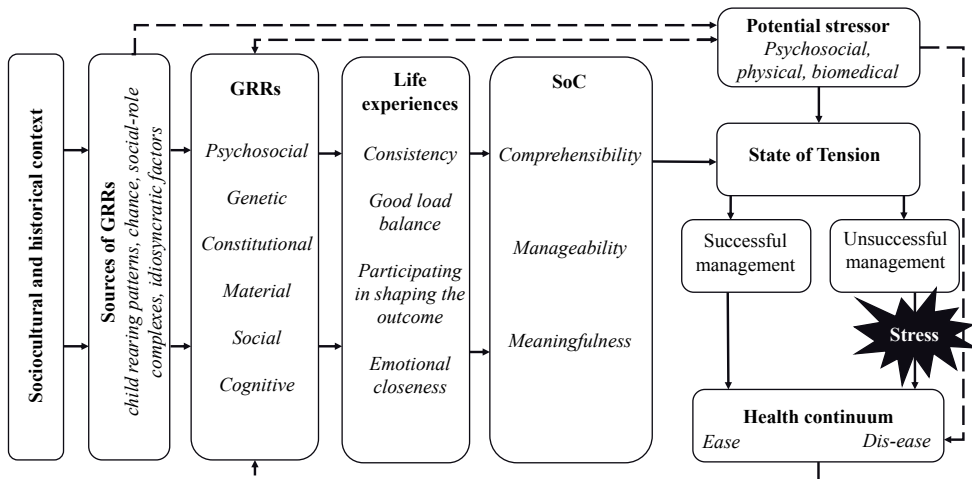 Sociocultural and historical context
Sources of GRRs
child rearing patterns, chance, social-role
complexes, idiosyncratic factors
GRRs
Psychosocial
Genetic
Constitutional
Material
Social
Cognitive
Life
experiences
Consistency
Good load
balance
Participating
in shaping the
outcome
Emotional
closeness
SoC
Comprehensibility
Manageability
Meaningfulness
Potential stressor
Psychosocial,
physical, biomedical
State of Tension
Successful
management
Unsuccessful
management
Stress
Health continuum
Ease
Dis-ease